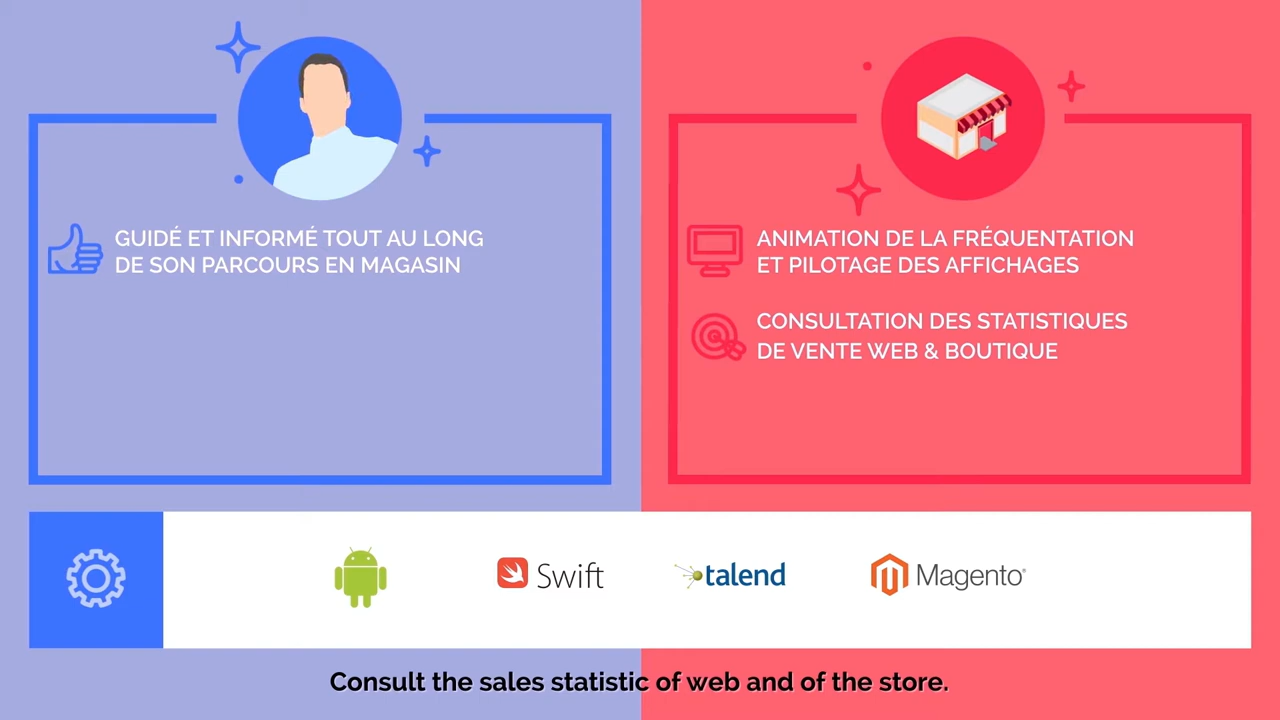 GUIDÉ ET INFORMÉ TOUT AU LONG
DE SON PARCOURS EN MAGASIN
ANIMATION DE LA FRÉQUENTATION
ET PILOTAGE DES AFFICHAGES
CONSULTATION DES STATISTIQUES
DE VENTE WEB & BOUTIQUE
Swift
talend
Magento®
Consult the sales statistic of web and of the store.